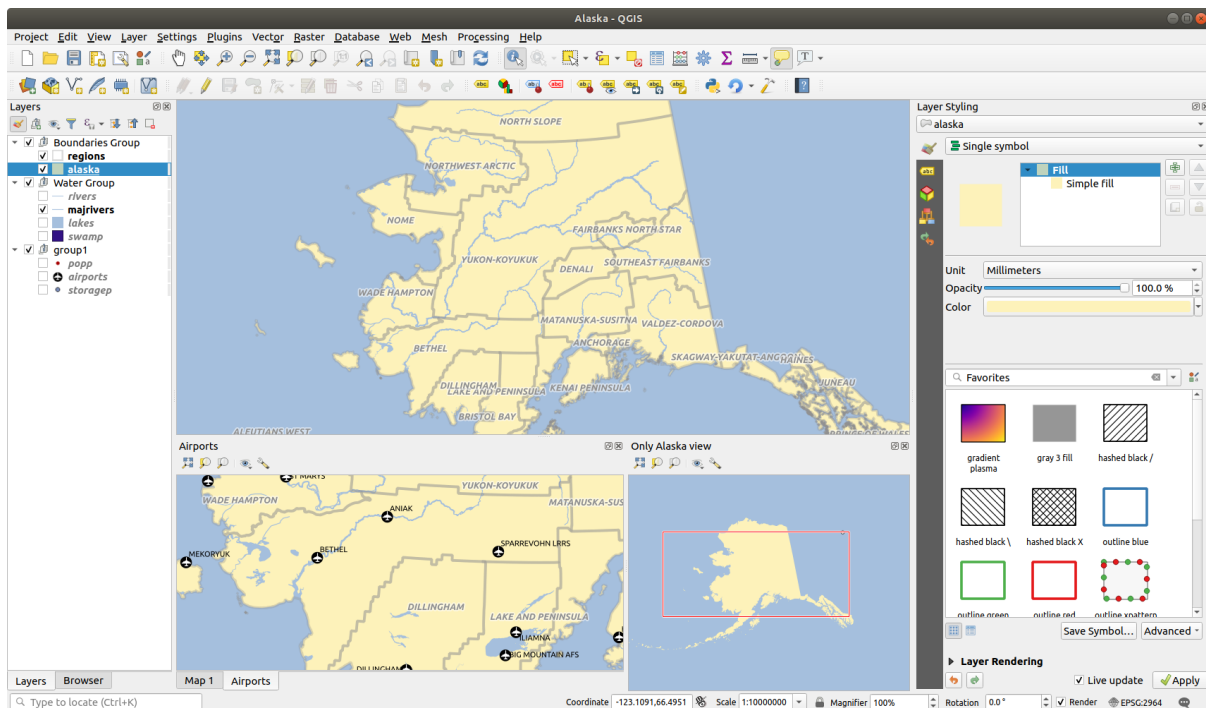 Alaska - QGIS
Project Edit View Layer Settings Plugins Vector Raster Database Web Mesh Processing Help
Layers
Boundaries Group
regions
alaska
Water Group
rivers
majrivers
lakes
swamp
group1
popp
airports
storagep
Layers Browser
NORTH SLOPE
NORTHWEST ARCTIC
NOME
FAIRBANKS NORTH STAR
YUKON-KOYUKUK
DENALI
SOUTHEAST FAIRBANKS
WADE HAMPTON
MATANUSKA-SUSITNA
VALDEZ-CORDOVA
BETHEL
ANCHORAGE
SKAGWAY-YAKUTAT-ANGOON
HAINES
DILLINGHAM
LAKE AND PENINSULA
KENAI PENINSULA
JUNEAU
BRISTOL BAY
ALEUTIANS WEST
PRINCE OF WALES
Airports
ST MARYS
YUKON-KOYUKUK
WADE HAMPTON
MATANUSKA-SUS
ANIAK
BETHEL
SPARREVOHN LRRS
MEKORYUK
DILLINGHAM
LAKE AND PENINSULA
ILIAMNA
BIG MOUNTAIN AFS
DILLINGHAM
Map 1 Airports
Only Alaska view
Layer Styling
alaska
Single symbol
Fill
Simple fill
Unit Millimeters
Opacity 100.0 %
Color
Favorites
gradient plasma
gray 3 fill
hashed black /
hashed black \
hashed black X
outline blue
outline green
outline red
outline xpattern
Save Symbol... Advanced
Layer Rendering
Live update Apply
Type to locate (Ctrl+K)
Coordinate -123.1091,66.4951 Scale 1:10000000 Magnifier 100% Rotation 0.0 ° Render EPSG:2964